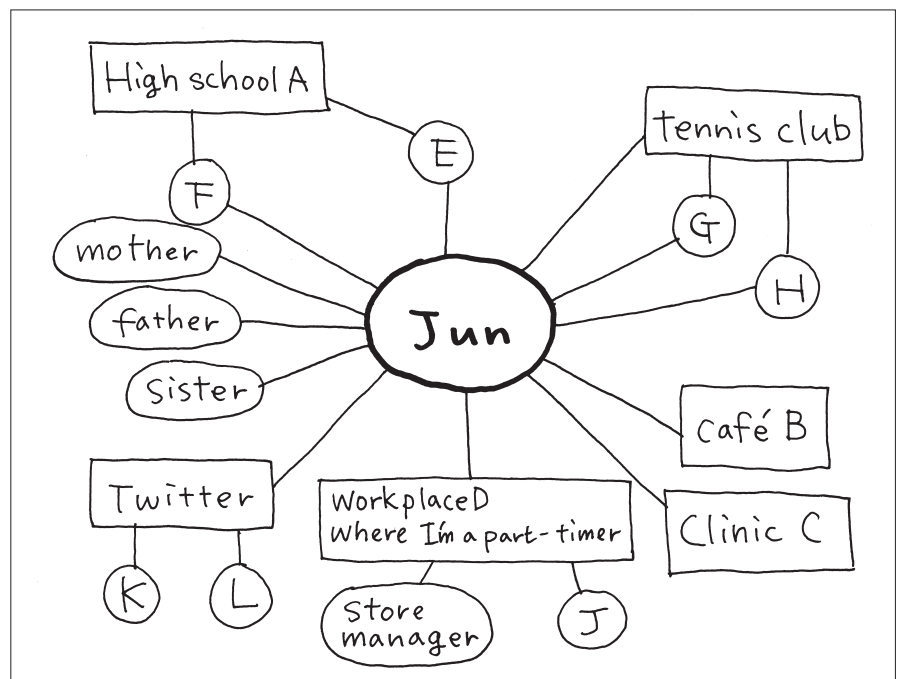 High school A
E
F
Tennis club
G
H
mother
father
sister
Jun
café B
Clinic C
Twitter
K
L
Workplace D
where I'm a part-timer
Store
manager
J